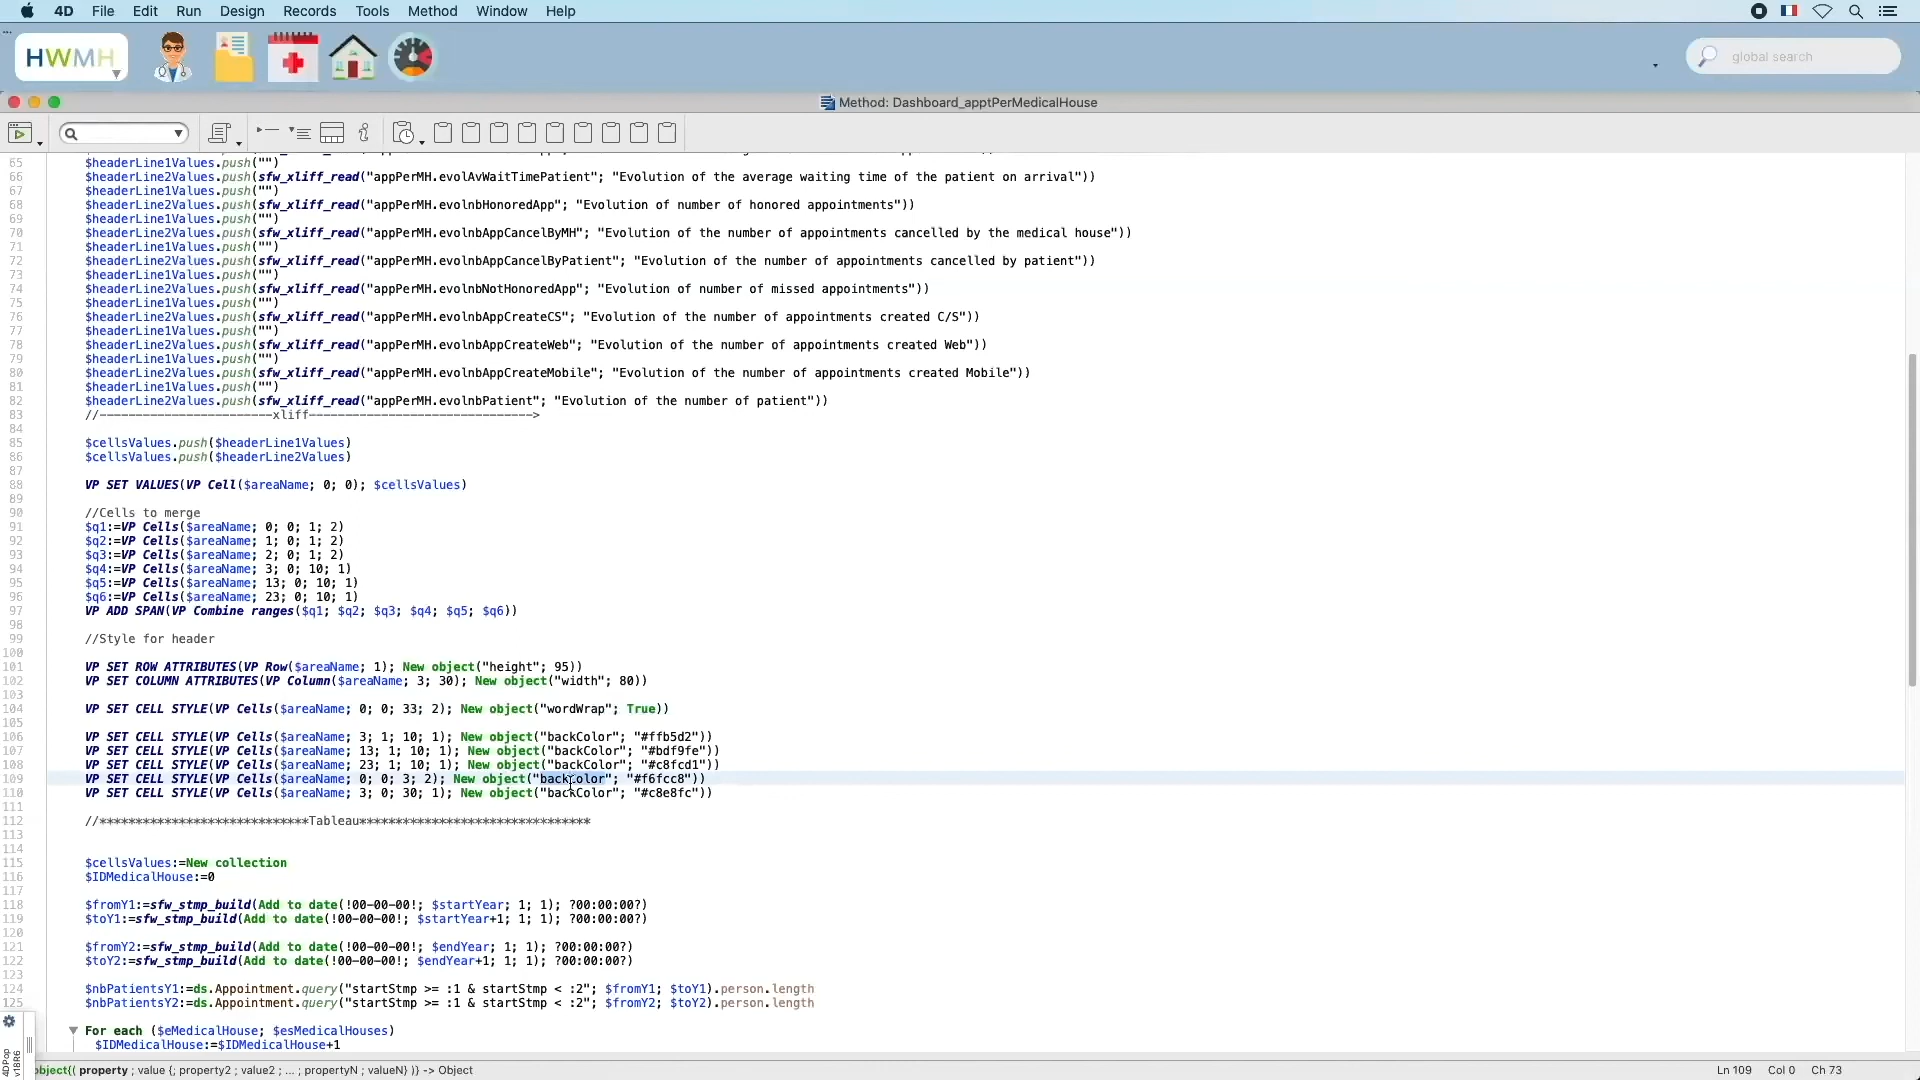 4D File Edit Run Design Records Tools Method Window Help
HWMH
global search
Method: Dashboard_apptPerMedicalHouse
65 $headerLine1Values.push("")
66 $headerLine2Values.push(sfw_xliff_read("appPerMH.evolAvWaitTimePatient"; "Evolution of the average waiting time of the patient on arrival"))
67 $headerLine1Values.push("")
68 $headerLine2Values.push(sfw_xliff_read("appPerMH.evolnbHonoredApp"; "Evolution of number of honored appointments"))
69 $headerLine1Values.push("")
70 $headerLine2Values.push(sfw_xliff_read("appPerMH.evolnbAppCancelByMH"; "Evolution of the number of appointments cancelled by the medical house"))
71 $headerLine1Values.push("")
72 $headerLine2Values.push(sfw_xliff_read("appPerMH.evolnbAppCancelByPatient"; "Evolution of the number of appointments cancelled by patient"))
73 $headerLine1Values.push("")
74 $headerLine2Values.push(sfw_xliff_read("appPerMH.evolnbNotHonoredApp"; "Evolution of number of missed appointments"))
75 $headerLine1Values.push("")
76 $headerLine2Values.push(sfw_xliff_read("appPerMH.evolnbAppCreateCS"; "Evolution of the number of appointments created C/S"))
77 $headerLine1Values.push("")
78 $headerLine2Values.push(sfw_xliff_read("appPerMH.evolnbAppCreateWeb"; "Evolution of the number of appointments created Web"))
79 $headerLine1Values.push("")
80 $headerLine2Values.push(sfw_xliff_read("appPerMH.evolnbAppCreateMobile"; "Evolution of the number of appointments created Mobile"))
81 $headerLine1Values.push("")
82 $headerLine2Values.push(sfw_xliff_read("appPerMH.evolnbPatient"; "Evolution of the number of patient"))
83 //------------------------xliff------------------------------->
84
85 $cellsValues.push($headerLine1Values)
86 $cellsValues.push($headerLine2Values)
87
88 VP SET VALUES(VP Cell($areaName; 0; 0); $cellsValues)
89
90 //Cells to merge
91 $q1:=VP Cells($areaName; 0; 0; 1; 2)
92 $q2:=VP Cells($areaName; 1; 0; 1; 2)
93 $q3:=VP Cells($areaName; 2; 0; 1; 2)
94 $q4:=VP Cells($areaName; 3; 0; 10; 1)
95 $q5:=VP Cells($areaName; 13; 0; 10; 1)
96 $q6:=VP Cells($areaName; 23; 0; 10; 1)
97 VP ADD SPAN(VP Combine ranges($q1; $q2; $q3; $q4; $q5; $q6))
98
99 //Style for header
100
101 VP SET ROW ATTRIBUTES(VP Row($areaName; 1); New object("height"; 95))
102 VP SET COLUMN ATTRIBUTES(VP Column($areaName; 3; 30); New object("width"; 80))
103
104 VP SET CELL STYLE(VP Cells($areaName; 0; 0; 33; 2); New object("wordWrap"; True))
105
106 VP SET CELL STYLE(VP Cells($areaName; 3; 1; 10; 1); New object("backColor"; "#ffb5d2"))
107 VP SET CELL STYLE(VP Cells($areaName; 13; 1; 10; 1); New object("backColor"; "#bdf9fe"))
108 VP SET CELL STYLE(VP Cells($areaName; 23; 1; 10; 1); New object("backColor"; "#c8fcd1"))
109 VP SET CELL STYLE(VP Cells($areaName; 0; 0; 3; 2); New object("backColor"; "#f6fcc8"))
110 VP SET CELL STYLE(VP Cells($areaName; 3; 0; 30; 1); New object("backColor"; "#c8e8fc"))
111
112 //*****************************Tableau********************************
113
114
115 $cellsValues:=New collection
116 $IDMedicalHouse:=0
117
118 $fromY1:=sfw_stmp_build(Add to date(!00-00-00!; $startYear; 1; 1); ?00:00:00?)
119 $toY1:=sfw_stmp_build(Add to date(!00-00-00!; $startYear+1; 1; 1); ?00:00:00?)
120
121 $fromY2:=sfw_stmp_build(Add to date(!00-00-00!; $endYear; 1; 1); ?00:00:00?)
122 $toY2:=sfw_stmp_build(Add to date(!00-00-00!; $endYear+1; 1; 1); ?00:00:00?)
123
124 $nbPatientsY1:=ds.Appointment.query("startStmp >= :1 & startStmp < :2"; $fromY1; $toY1).person.length
125 $nbPatientsY2:=ds.Appointment.query("startStmp >= :1 & startStmp < :2"; $fromY2; $toY2).person.length
For each ($eMedicalHouse; $esMedicalHouses)
$IDMedicalHouse:=$IDMedicalHouse+1
4DPop
v18R6
object{( property ; value {; property2 ; value2 ; ... ; propertyN ; valueN} )} -> Object
Ln 109 Col 0 Ch 73